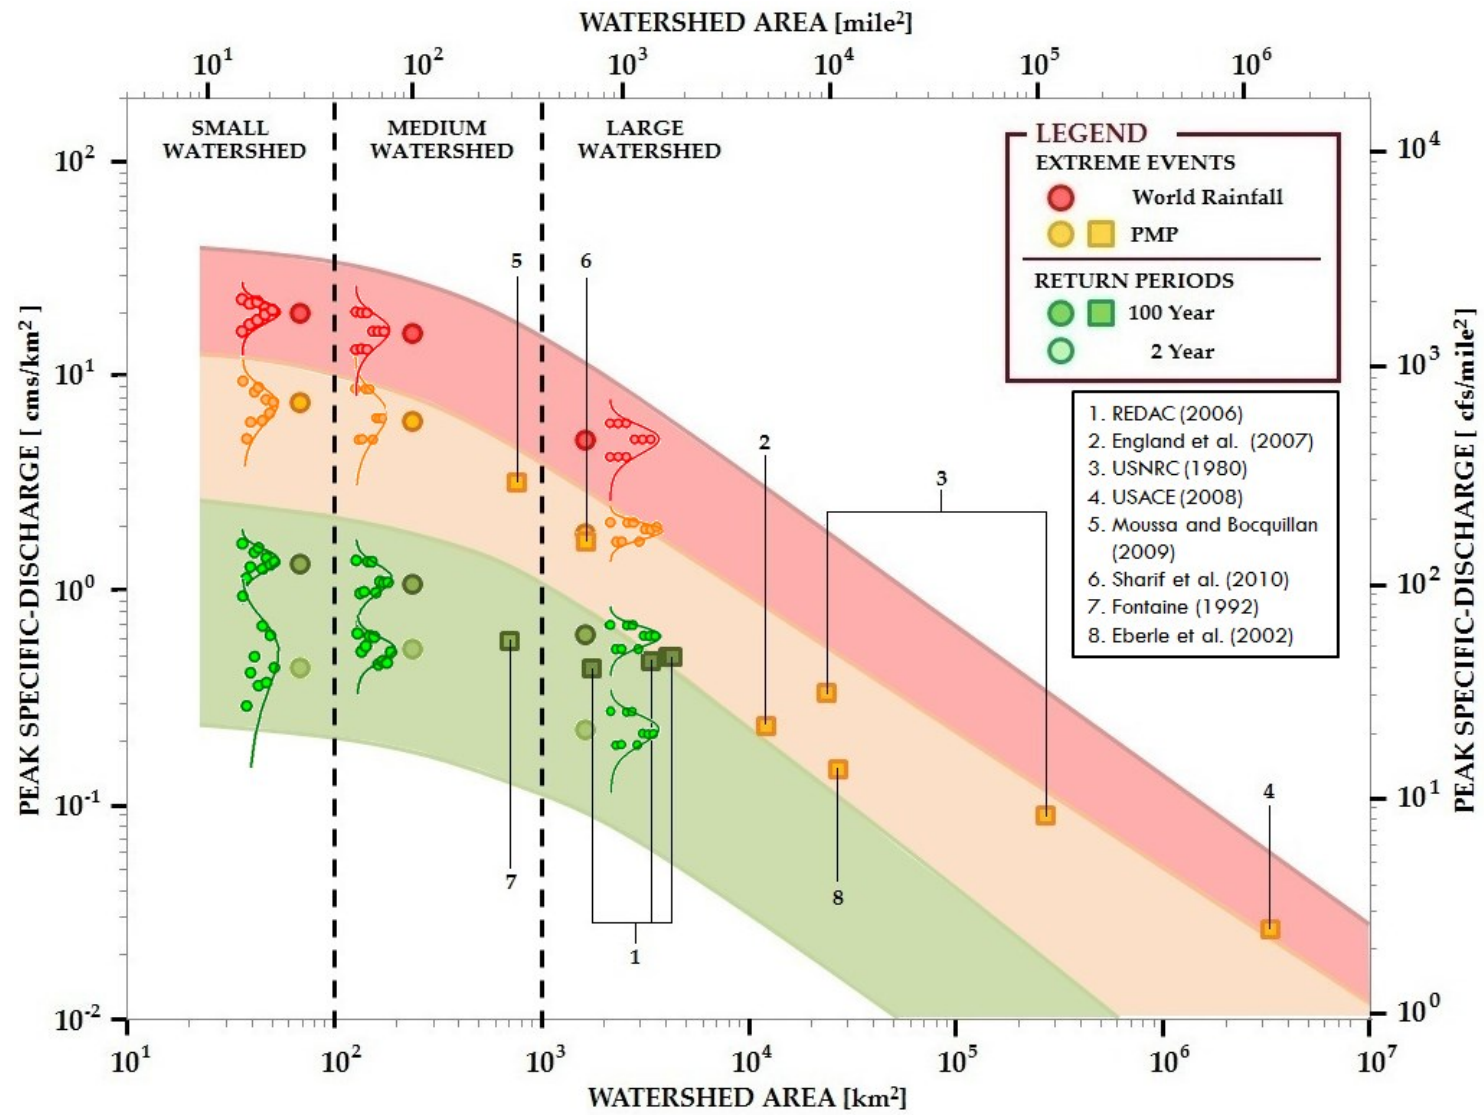 WATERSHED AREA [mile²]
10¹ 10² 10³ 10⁴ 10⁵ 10⁶
SMALL
WATERSHED
MEDIUM
WATERSHED
LARGE
WATERSHED
LEGEND
EXTREME EVENTS
World Rainfall
PMP
RETURN PERIODS
100 Year
2 Year
1. REDAC (2006)
2. England et al. (2007)
3. USNRC (1980)
4. USACE (2008)
5. Moussa and Bocquillan
(2009)
6. Sharif et al. (2010)
7. Fontaine (1992)
8. Eberle et al. (2002)
PEAK SPECIFIC-DISCHARGE [ cms/km² ]
10²
10¹
10⁰
10⁻¹
10⁻²
5
6
2
3
4
7
8
1
10⁴
10³
10²
10¹
10⁰
PEAK SPECIFIC-DISCHARGE [ cfs/mile² ]
10¹ 10² 10³ 10⁴ 10⁵ 10⁶ 10⁷
WATERSHED AREA [km²]